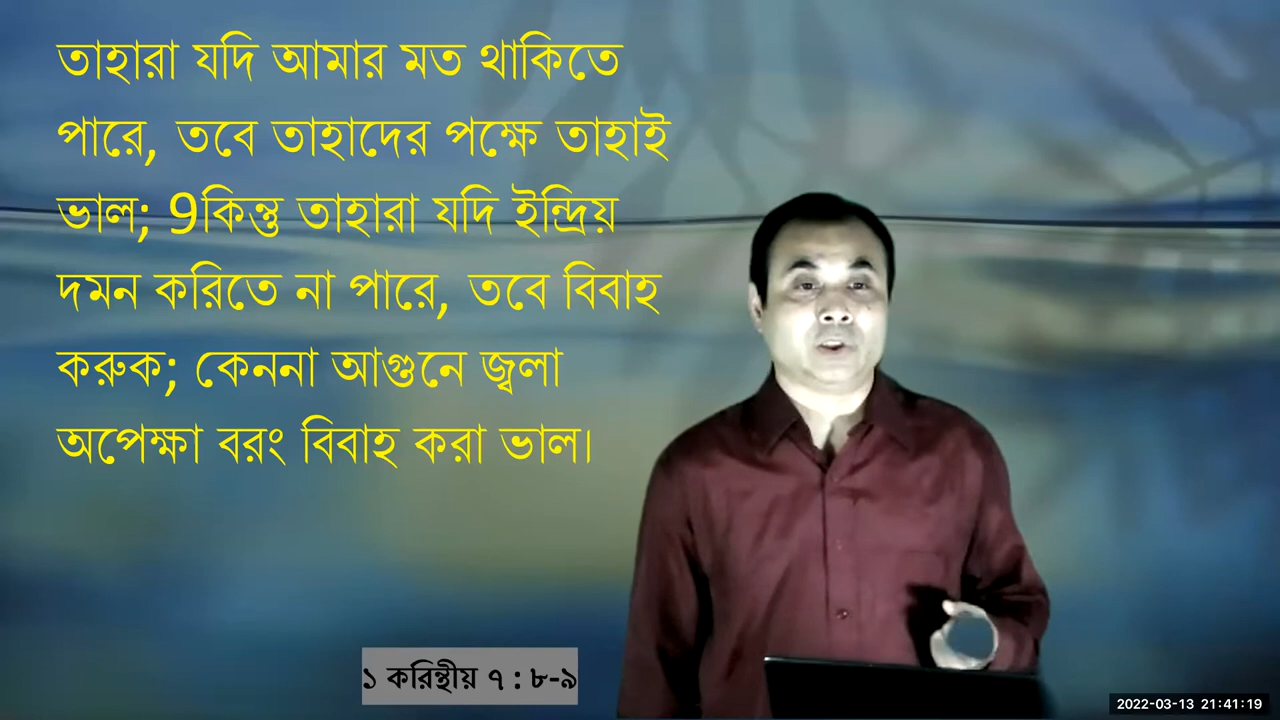 তাহারা যদি আমার মত থাকিতে
পারে, তবে তাহাদের পক্ষে তাহাই
ভাল; 9কিন্তু তাহারা যদি ইন্দ্রিয়
দমন করিতে না পারে, তবে বিবাহ
করুক; কেননা আগুনে জ্বলা
অপেক্ষা বরং বিবাহ করা ভাল।
১ করিন্থীয় ৭ : ৮-৯
2022-03-13 21:41:19